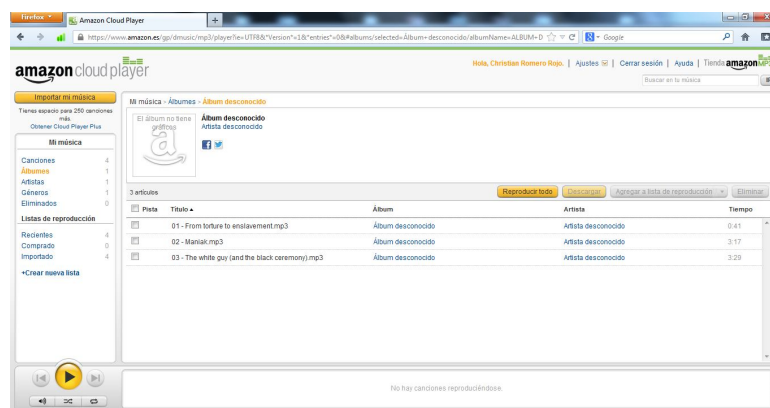 Firefox
Amazon Cloud Player
https://www.amazon.es/gp/dmusic/mp3/player?ie=UTF8&*Version*=1&*entries*=0&#albums/selected=Álbum+desconocido/albumName=ALBUM+D
Google
amazon cloud player
Hola, Christian Romero Rojo. | Ajustes | Cerrar sesión | Ayuda | Tienda amazon MP3
Buscar en tu música
Importar mi música
Tienes espacio para 250 canciones
más.
Obtener Cloud Player Plus
Mi música
Canciones 4
Álbumes 1
Artistas 1
Géneros 1
Eliminados 0
Listas de reproducción
Recientes 4
Comprado 0
Importado 4
+Crear nueva lista
Mi música > Álbumes > Álbum desconocido
El álbum no tiene
gráficos
Álbum desconocido
Artista desconocido
3 artículos
Reproducir todo
Descargar
Agregar a lista de reproducción
Eliminar
Pista Título Álbum Artista Tiempo
01 - From torture to enslavement.mp3 Álbum desconocido Artista desconocido 0:41
02 - Maniak.mp3 Álbum desconocido Artista desconocido 3:17
03 - The white guy (and the black ceremony).mp3 Álbum desconocido Artista desconocido 3:29
No hay canciones reproduciéndose.